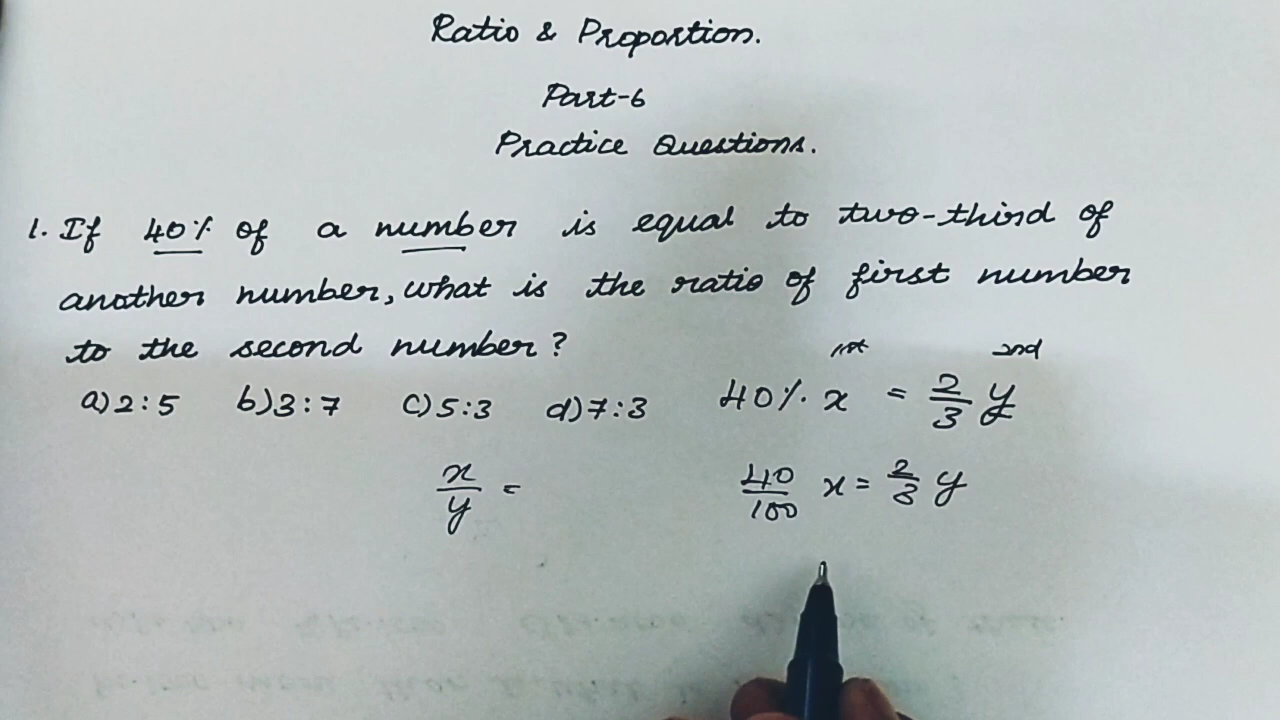 Ratio & Proportion.
Part-6
Practice Questions.
1. If 40% of a number is equal to two-third of
another number, what is the ratio of first number
to the second number?
a) 2:5 b) 3:7 c) 5:3 d) 7:3
1st 2nd
40% x = 2/3 y
x/y =
40/100 x = 2/3 y